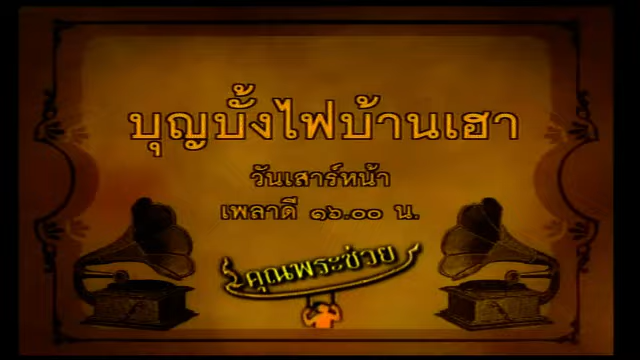 บุญบั้งไฟบ้านเฮา
วันเสาร์หน้า
เพลาดี ๑๖.๐๐ น.
คุณพระช่วย